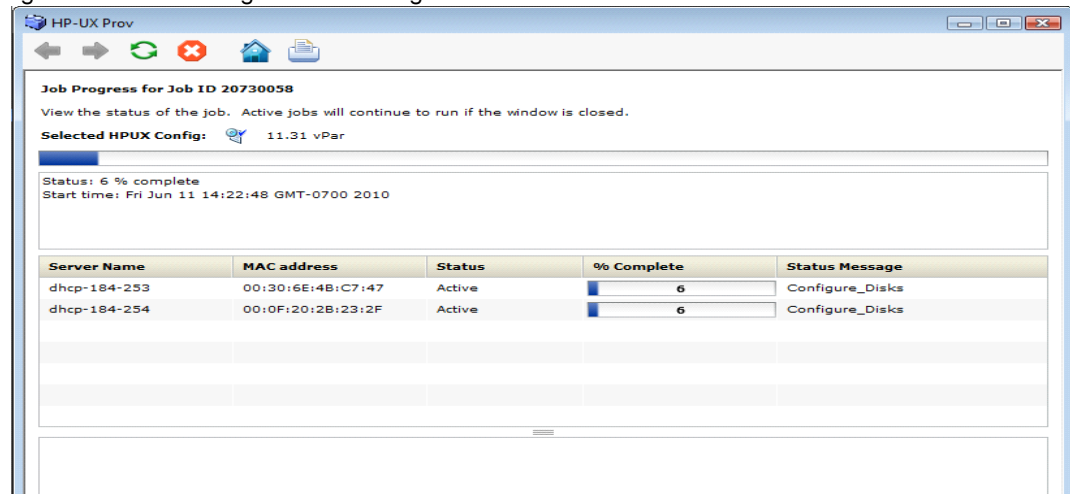 HP-UX Prov
Job Progress for Job ID 20730058
View the status of the job. Active jobs will continue to run if the window is closed.
Selected HPUX Config: 11.31 vPar
Status: 6 % complete
Start time: Fri Jun 11 14:22:48 GMT-0700 2010
Server Name MAC address Status % Complete Status Message
dhcp-184-253 00:30:6E:4B:C7:47 Active 6 Configure_Disks
dhcp-184-254 00:0F:20:2B:23:2F Active 6 Configure_Disks